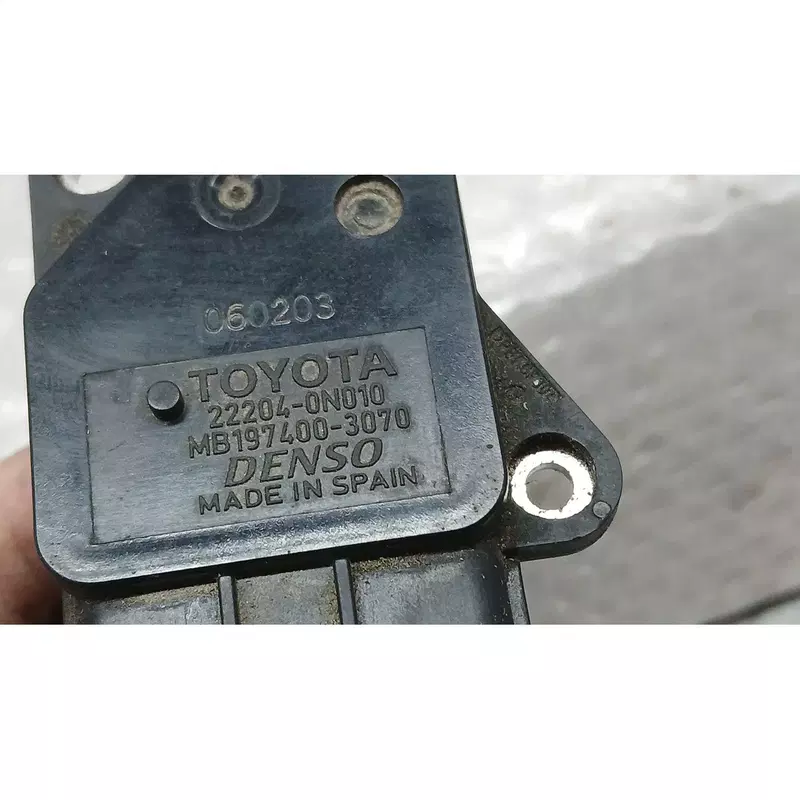 060203
TOYOTA
22204-0N010
MB197400-3070
DENSO
MADE IN SPAIN